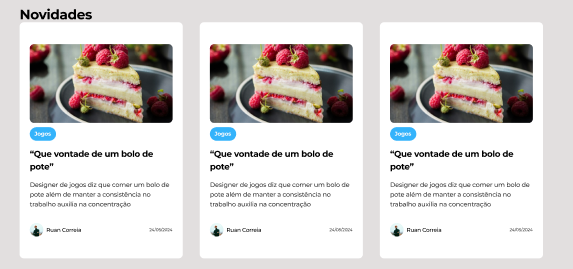 Novidades
Jogos
“Que vontade de um bolo de
pote”
Designer de jogos diz que comer um bolo de
pote além de manter a consistência no
trabalho auxilia na concentração
Ruan Correia
24/09/2024
Jogos
“Que vontade de um bolo de
pote”
Designer de jogos diz que comer um bolo de
pote além de manter a consistência no
trabalho auxilia na concentração
Ruan Correia
24/09/2024
Jogos
“Que vontade de um bolo de
pote”
Designer de jogos diz que comer um bolo de
pote além de manter a consistência no
trabalho auxilia na concentração
Ruan Correia
24/09/2024